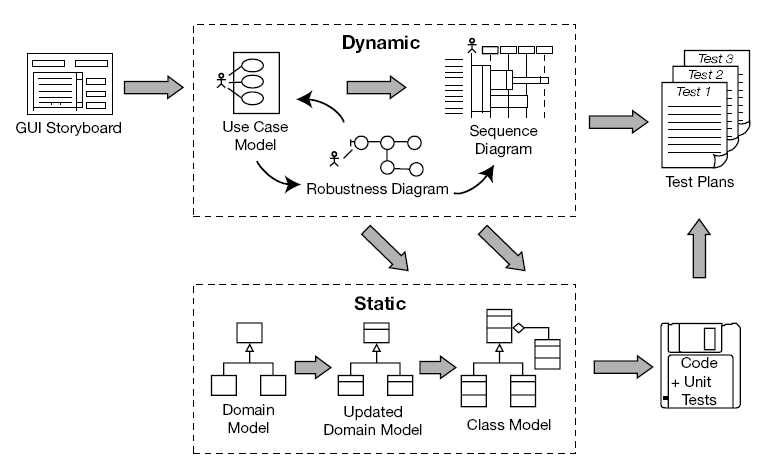 Dynamic
GUI Storyboard
Use Case
Model
Robustness Diagram
Sequence
Diagram
Test 3
Test 2
Test 1
Test Plans
Static
Domain
Model
Updated
Domain Model
Class Model
Code
+ Unit
Tests